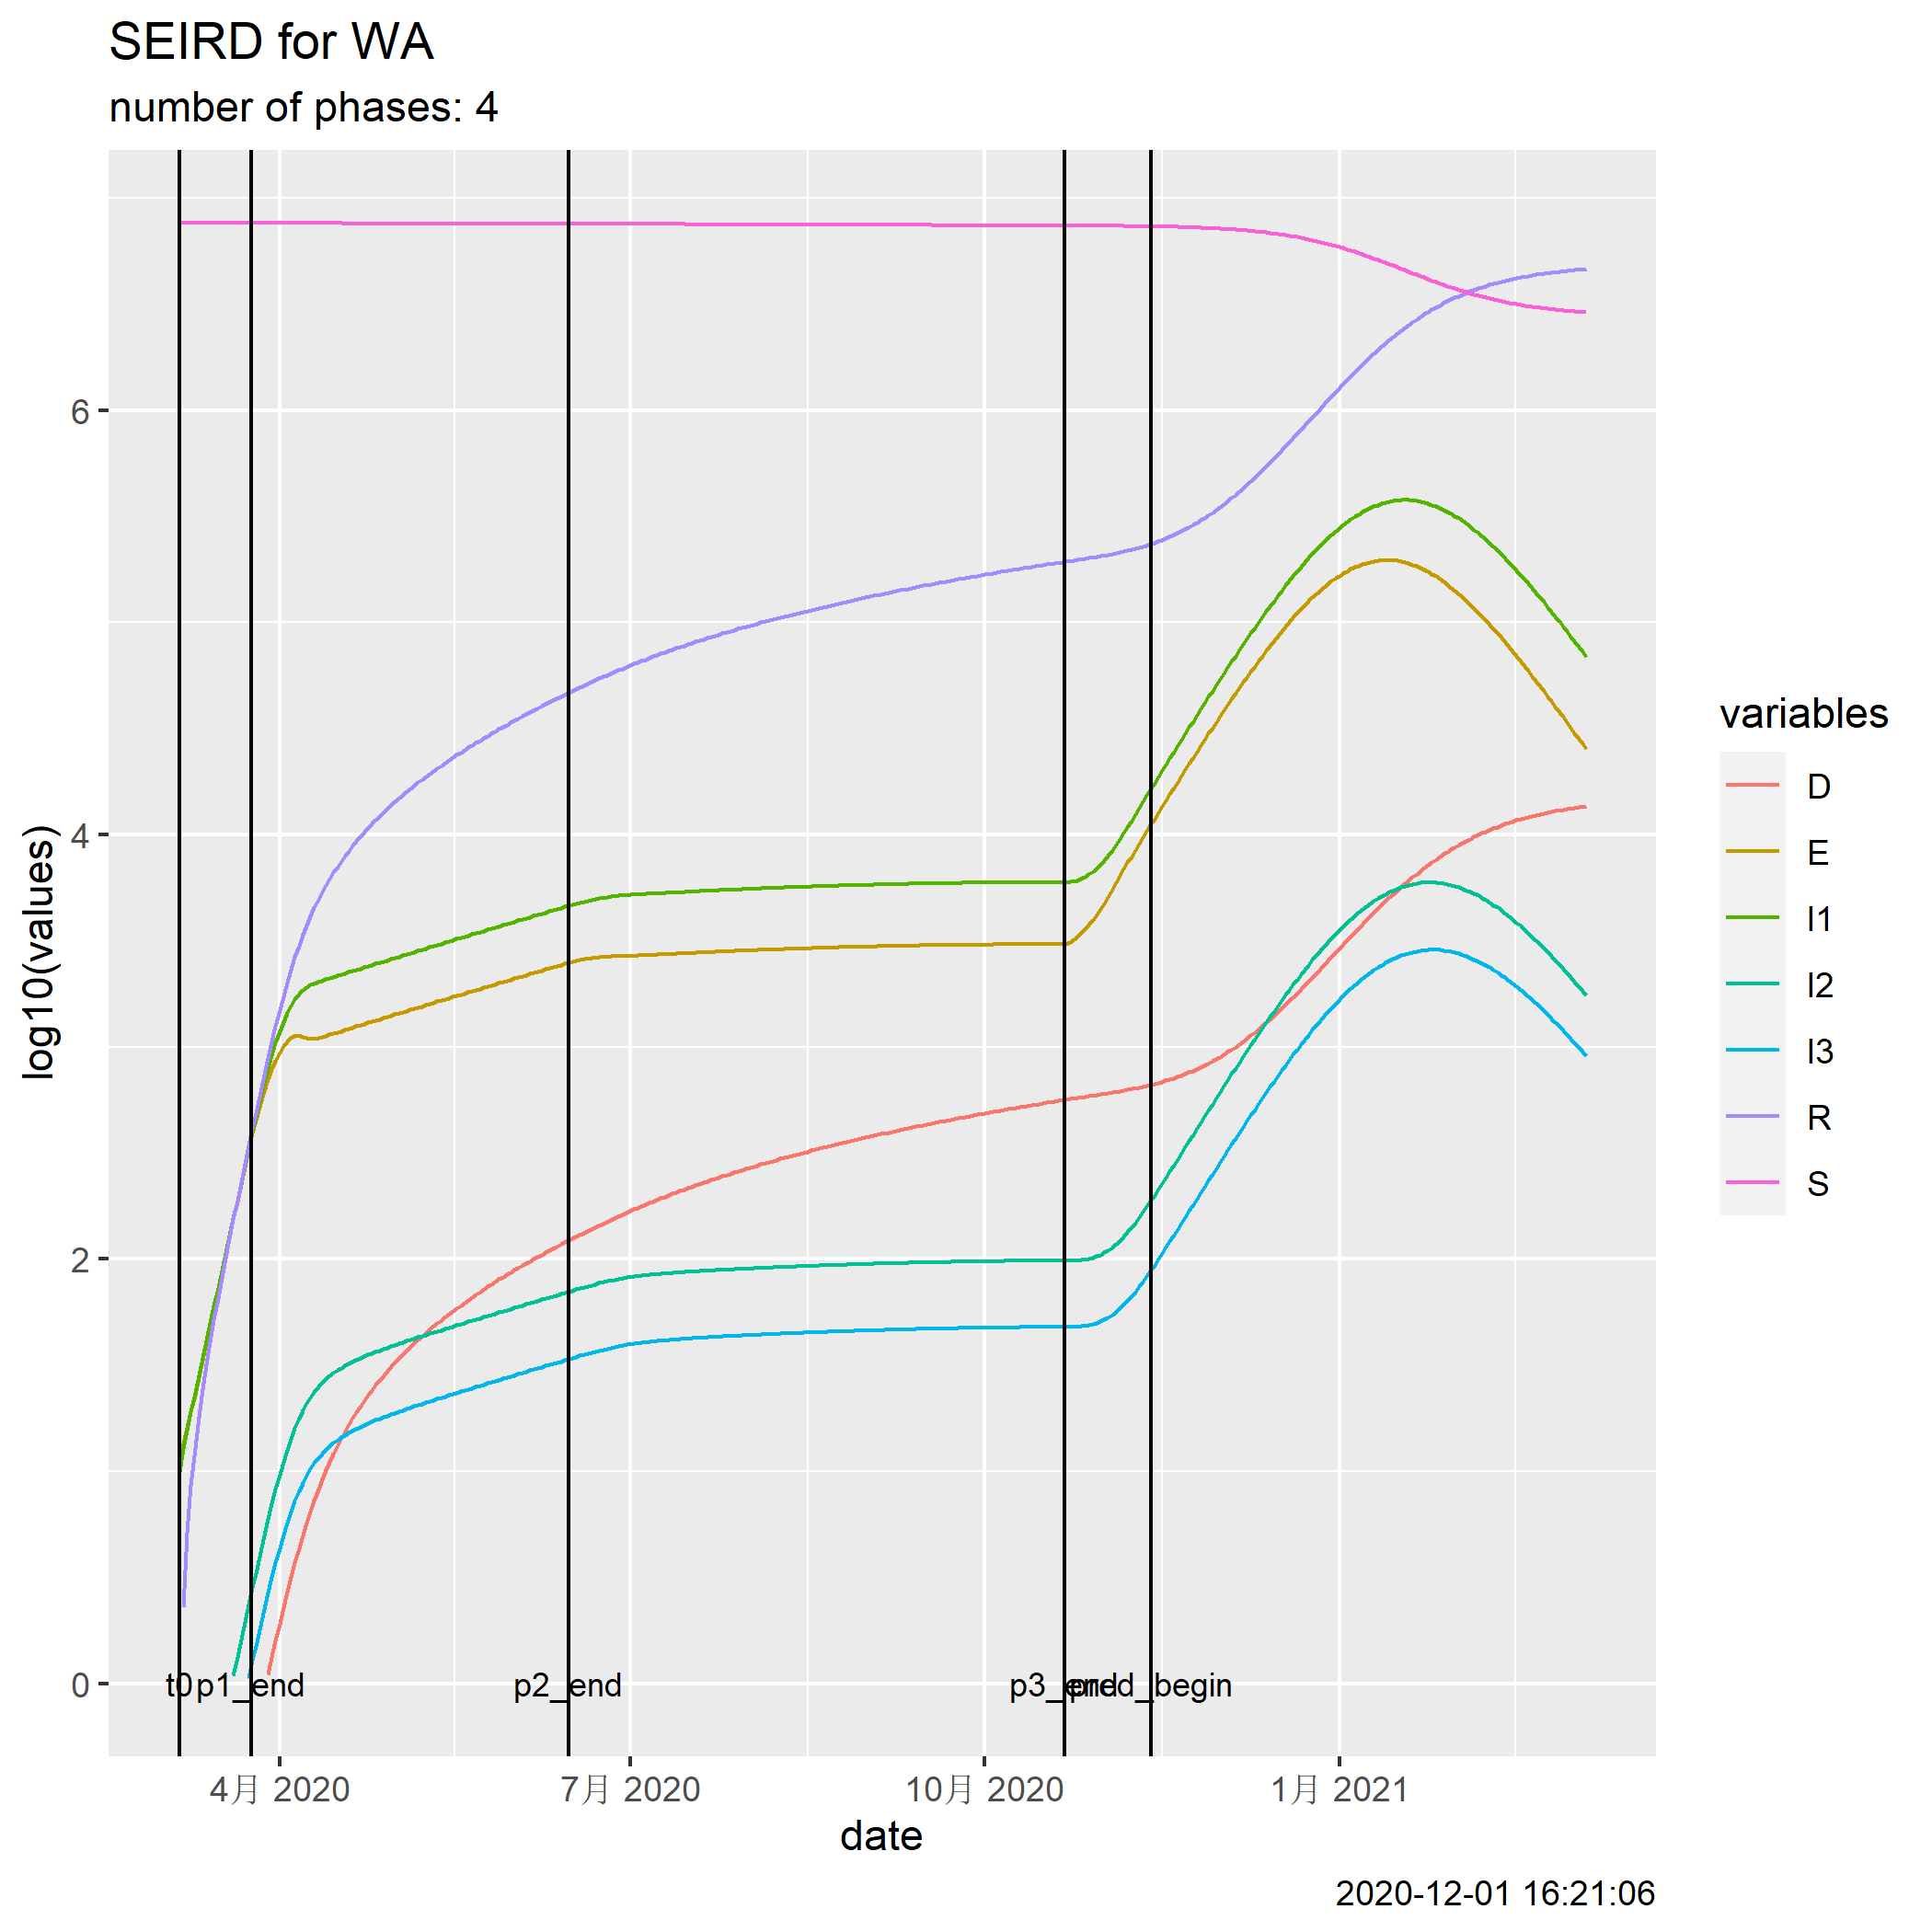 SEIRD for WA
number of phases: 4
log10(values)
6
4
2
0
t0
p1_end
p2_end
p3_end
pred_begin
4月 2020
7月 2020
10月 2020
1月 2021
date
variables
D
E
I1
I2
I3
R
S
2020-12-01 16:21:06